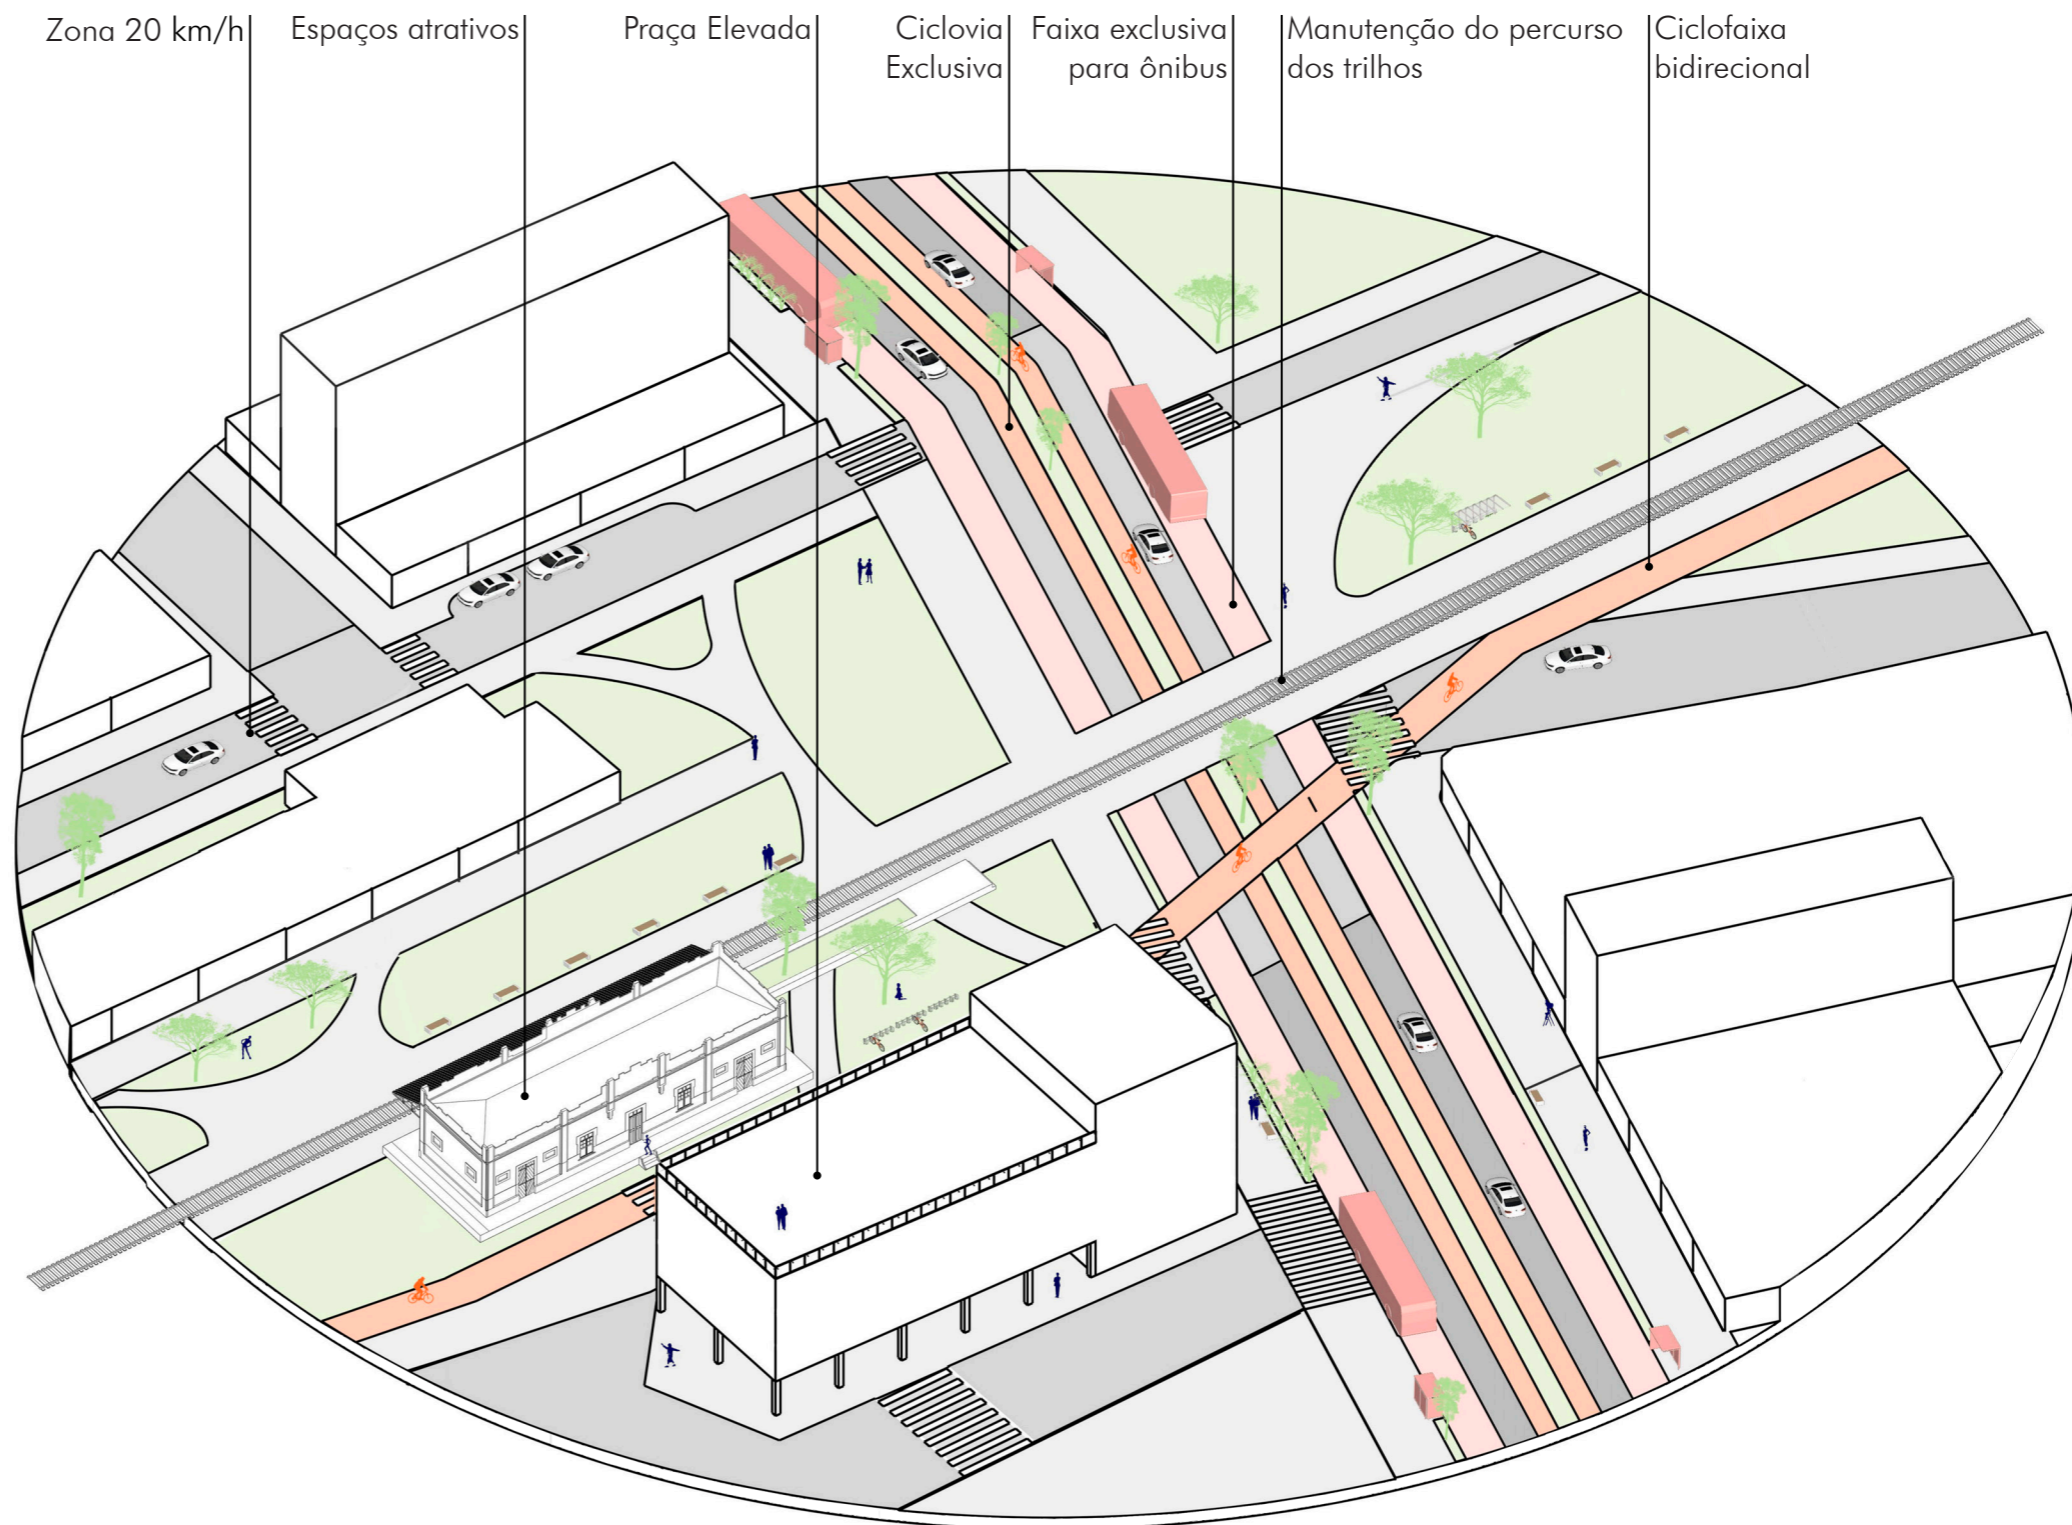 Zona 20 km/h
Espaços atrativos
Praça Elevada
Ciclovia
Exclusiva
Faixa exclusiva
para ônibus
Manutenção do percurso
dos trilhos
Ciclofaixa
bidirecional